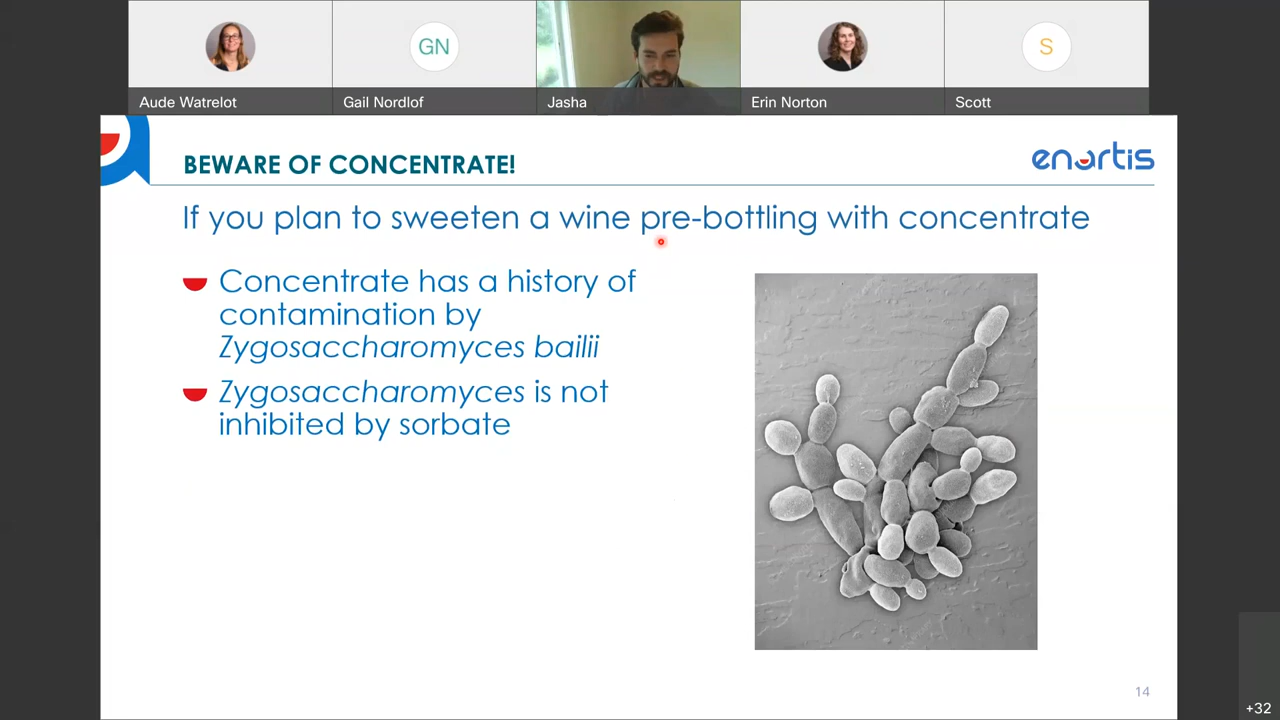 GN
S
Aude Watrelot
Gail Nordlof
Jasha
Erin Norton
Scott
BEWARE OF CONCENTRATE!
enartis
If you plan to sweeten a wine pre-bottling with concentrate
Concentrate has a history of
contamination by
Zygosaccharomyces bailii
Zygosaccharomyces is not
inhibited by sorbate
14
+32